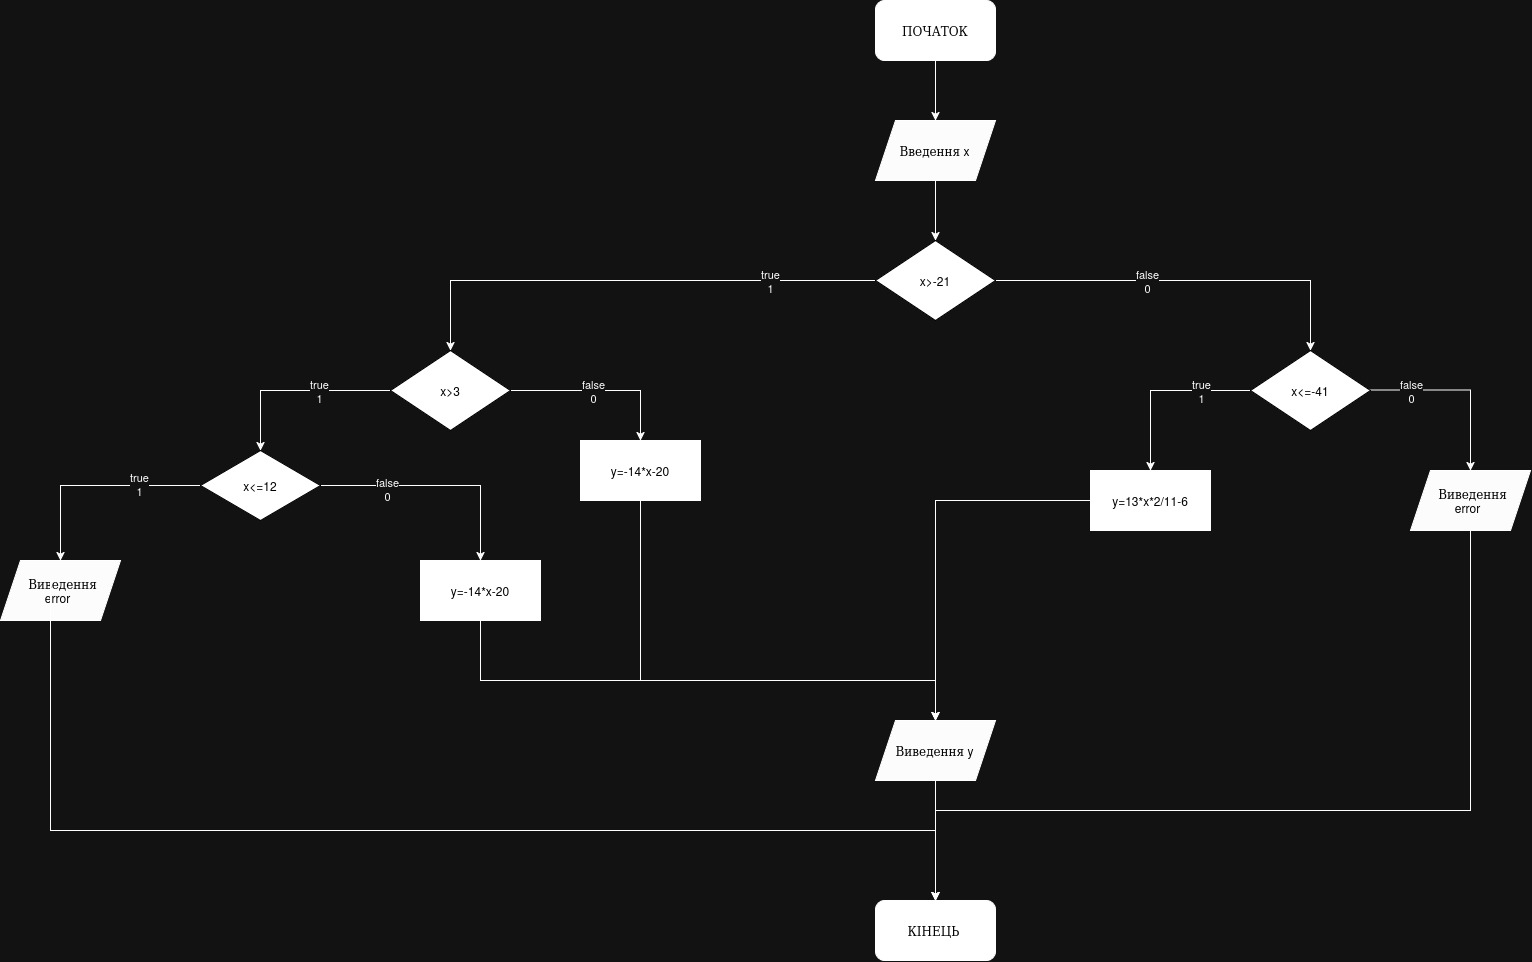 ПОЧАТОК
Введення x
x>-21
true
1
false
0
x>3
true
1
false
0
x<=-41
true
1
false
0
x<=12
true
1
false
0
y=-14*x-20
y=13*x*2/11-6
Виведення
error
Виведення
error
y=-14*x-20
Виведення y
КІНЕЦЬ